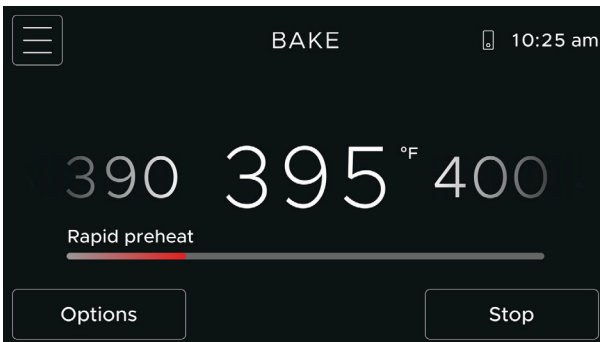 BAKE
10:25 am
390 395 °F 400
Rapid preheat
Options
Stop